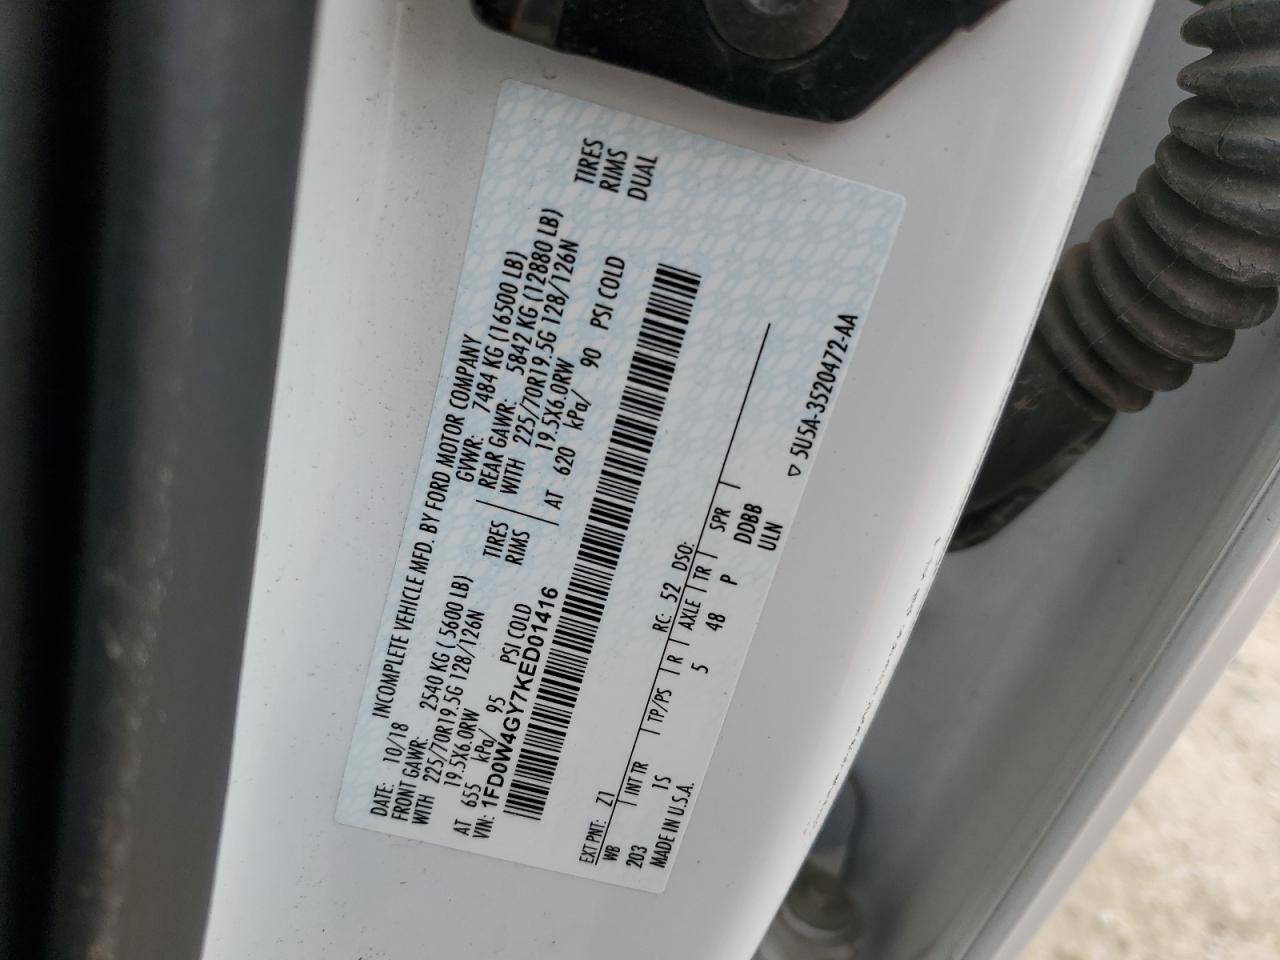 DATE: 10/18 INCOMPLETE VEHICLE MFD. BY FORD MOTOR COMPANY
FRONT GAWR: 2540 KG ( 5600 LB) GVWR: 7484 KG (16500 LB)
WITH 225/70R19.5G 128/126N TIRES REAR GAWR: 5842 KG (12880 LB) TIRES
19.5X6.0RW RIMS WITH 225/70R19.5G 128/126N RIMS
AT 655 kPa/ 95 PSI COLD 19.5X6.0RW DUAL
AT 620 kPa/ 90 PSI COLD
VIN: 1FD0W4GY7KED01416
EXT PNT: Z1 RC: 52 DSO:
WB INT TR TP/PS R AXLE TR SPR
203 1S 5 48 P DDBB
MADE IN U.S.A. ULN
▽ 5U5A-3520472-AA